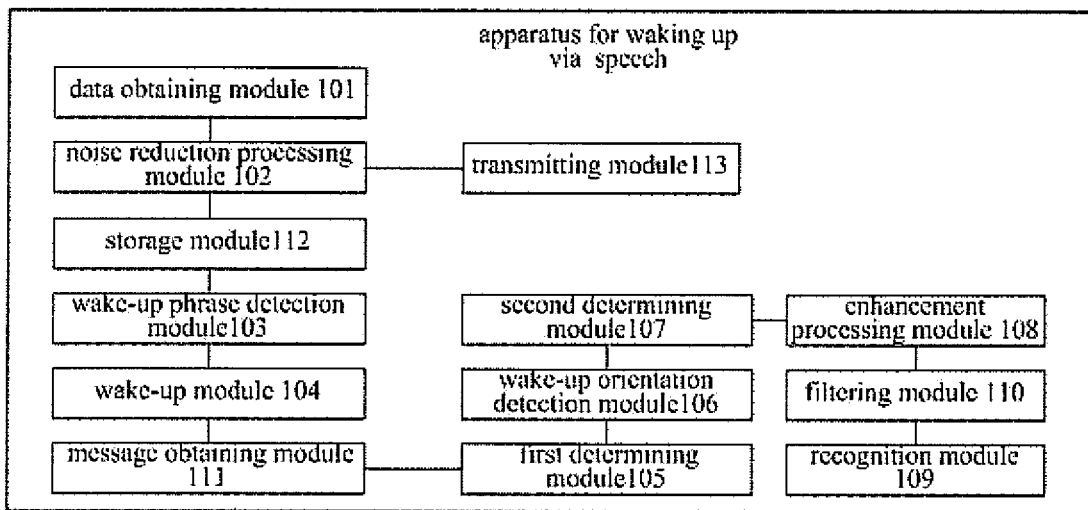 apparatus for waking up
via speech
data obtaining module 101
noise reduction processing
module 102
transmitting module113
storage module112
wake-up phrase detection
module103
second determining
module107
enhancement
processing module 108
wake-up module 104
wake-up orientation
detection module106
filtering module 110
message obtaining module
111
first determining
module105
recognition module
109